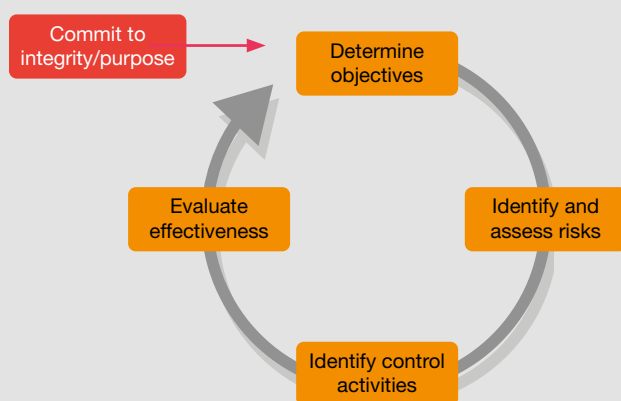 Commit to
integrity/purpose
Determine
objectives
Evaluate
effectiveness
Identify and
assess risks
Identify control
activities